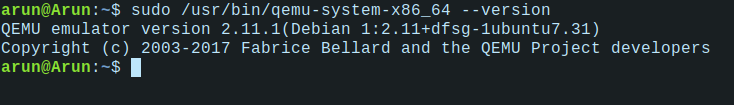 arun@Arun:~$ sudo /usr/bin/qemu-system-x86_64 --version
QEMU emulator version 2.11.1(Debian 1:2.11+dfsg-1ubuntu7.31)
Copyright (c) 2003-2017 Fabrice Bellard and the QEMU Project developers
arun@Arun:~$